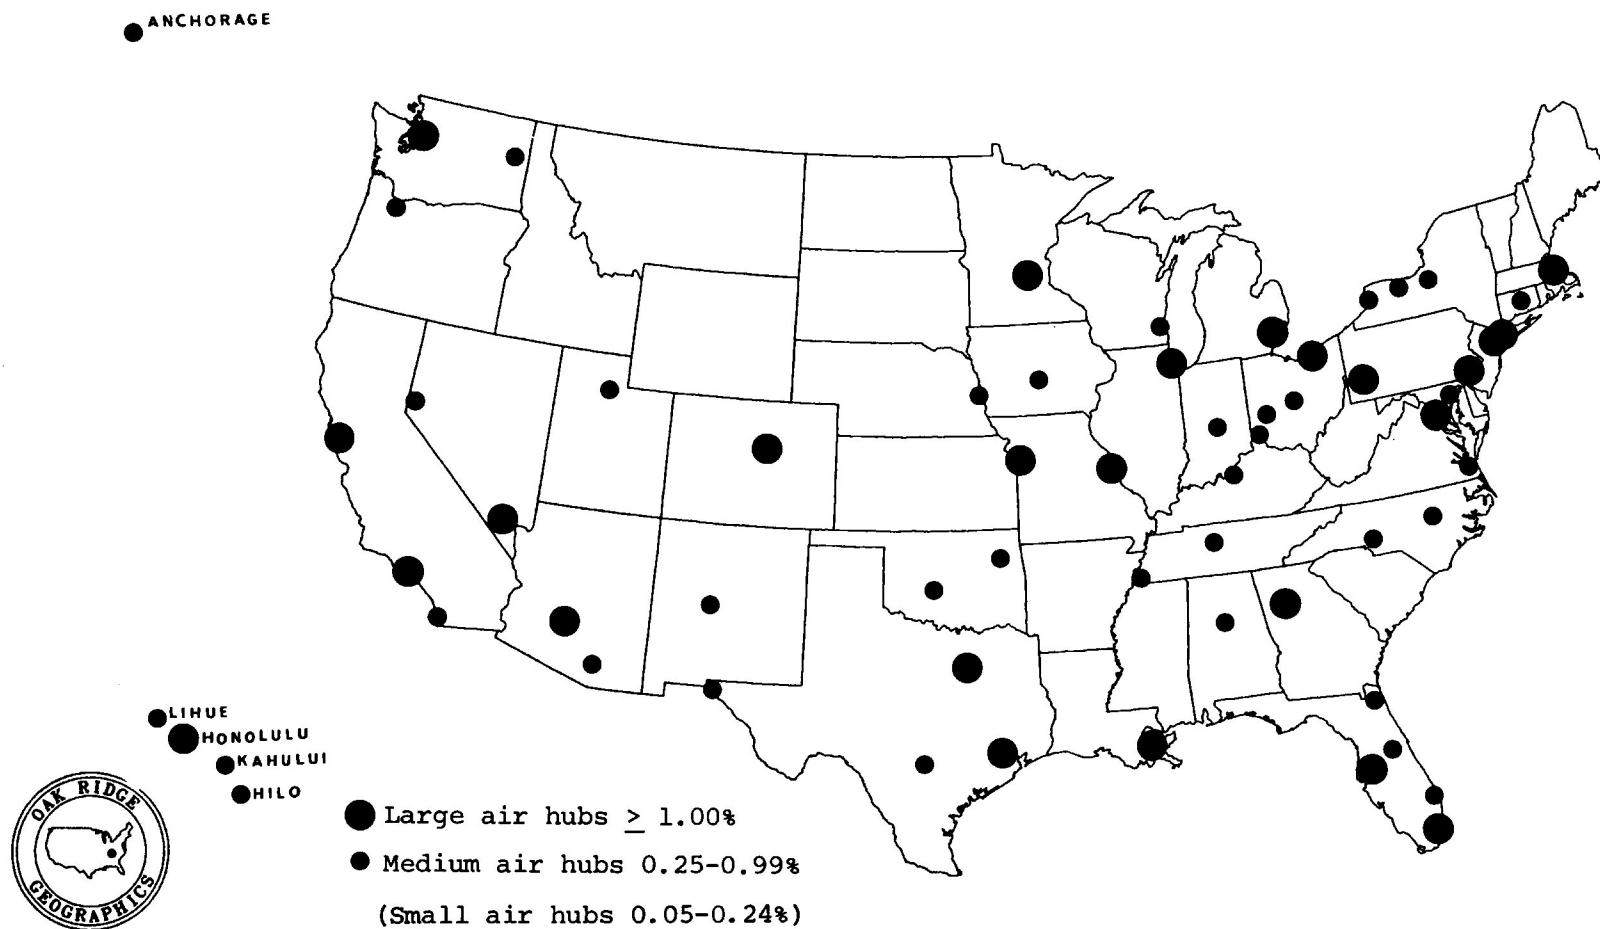 ANCHORAGE
LIHUE
HONOLULU
KAHULUI
HILO
OAK RIDGE
GEOGRAPHICS
Large air hubs ≥ 1.00%
Medium air hubs 0.25-0.99%
(Small air hubs 0.05-0.24%)